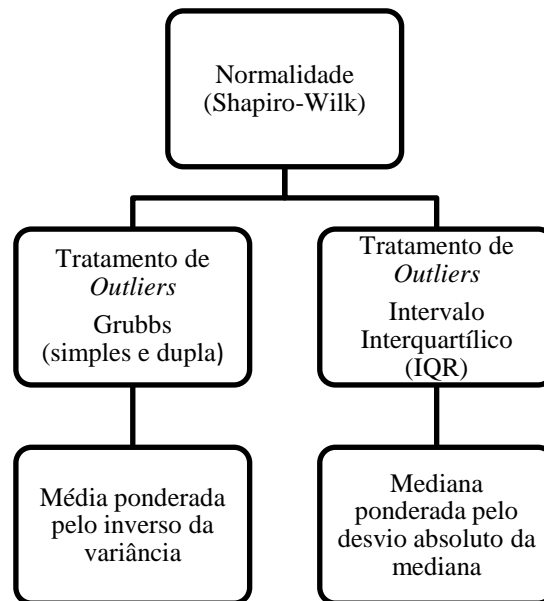 Normalidade
(Shapiro-Wilk)
Tratamento de
Outliers
Grubbs
(simples e dupla)
Tratamento de
Outliers
Intervalo
Interquartílico
(IQR)
Média ponderada
pelo inverso da
variância
Mediana
ponderada pelo
desvio absoluto da
mediana